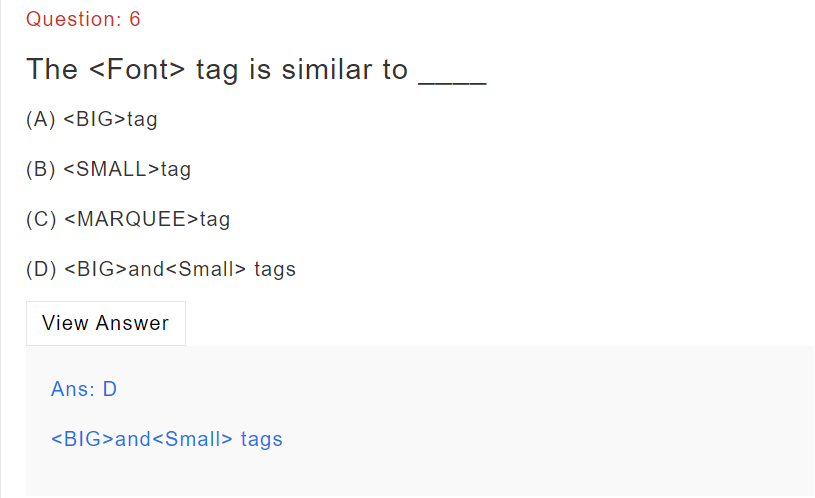 Question: 6
The <Font> tag is similar to ____
(A) <BIG>tag
(B) <SMALL>tag
(C) <MARQUEE>tag
(D) <BIG>and<Small> tags
View Answer
Ans: D
<BIG>and<Small> tags